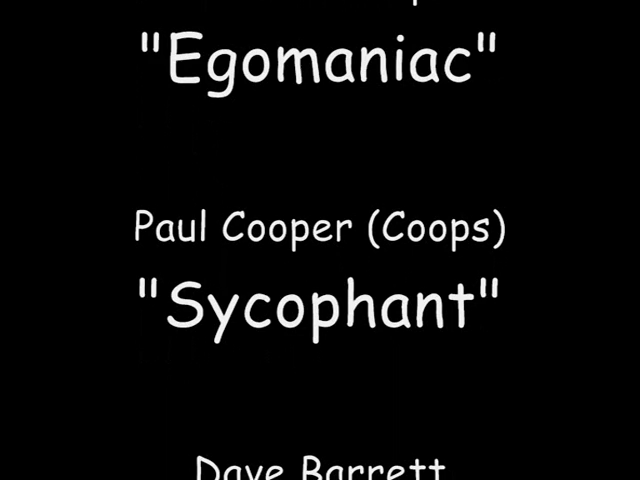 "Egomaniac"
Paul Cooper (Coops)
"Sycophant"
Dave Barrett